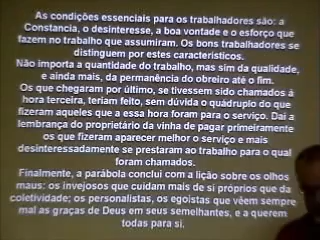 As condições essenciais para os trabalhadores são: a
Constancia, o desinteresse, a boa vontade e o esforço que
fazem no trabalho que assumiram. Os bons trabalhadores se
distinguem por estes característicos.
Não importa a quantidade do trabalho, mas sim da qualidade,
e ainda mais, da permanência do obreiro até o fim.
Os que chegaram por último, se tivessem sido chamados à
hora terceira, teriam feito, sem dúvida o quádruplo do que
fizeram aqueles que a essa hora foram para o serviço. Daí a
lembrança do proprietário da vinha de pagar primeiramente
os que fizeram aparecer melhor o serviço e mais
desinteressadamente se prestaram ao trabalho para o qual
foram chamados.
Finalmente, a parábola conclui com a lição sobre os olhos
maus: os invejosos que cuidam mais de si próprios que da
coletividade; os personalistas, os egoístas que vêem sempre
mal as graças de Deus em seus semelhantes, e a querem
todas para si.